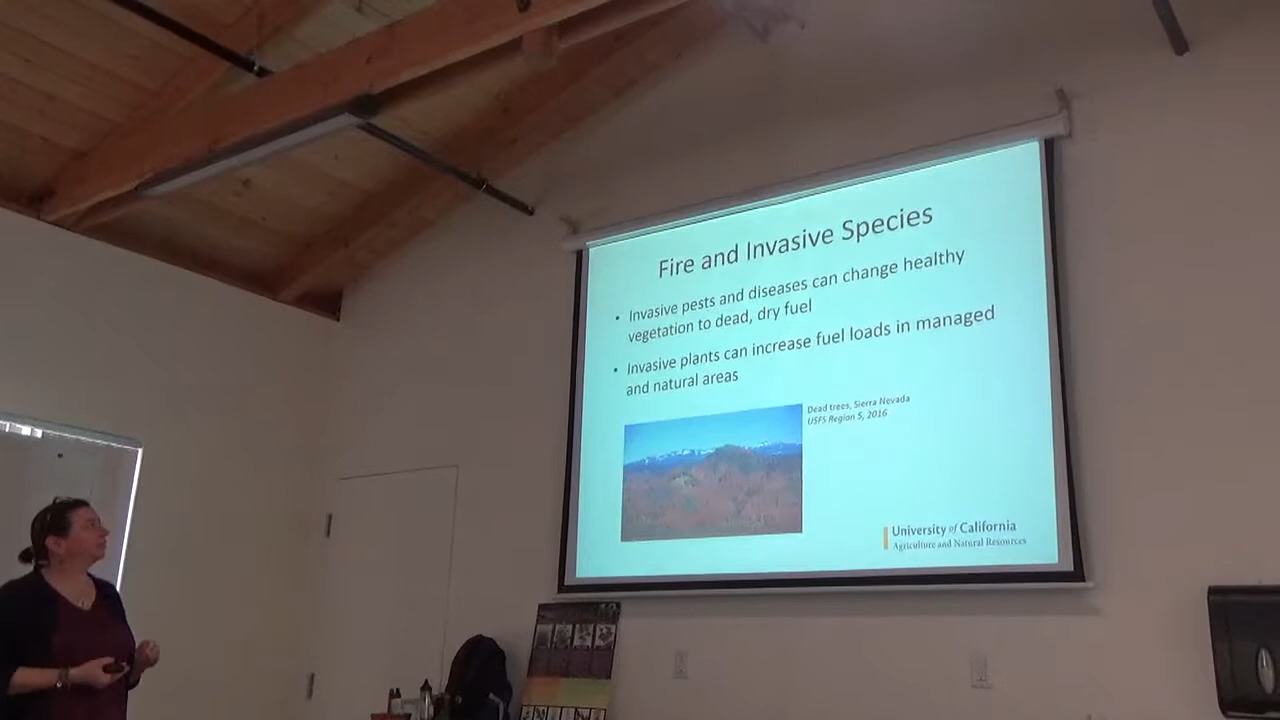 Fire and Invasive Species
• Invasive pests and diseases can change healthy
vegetation to dead, dry fuel
• Invasive plants can increase fuel loads in managed
and natural areas
Dead trees, Sierra Nevada
USFS Region 5, 2016
University of California
Agriculture and Natural Resources